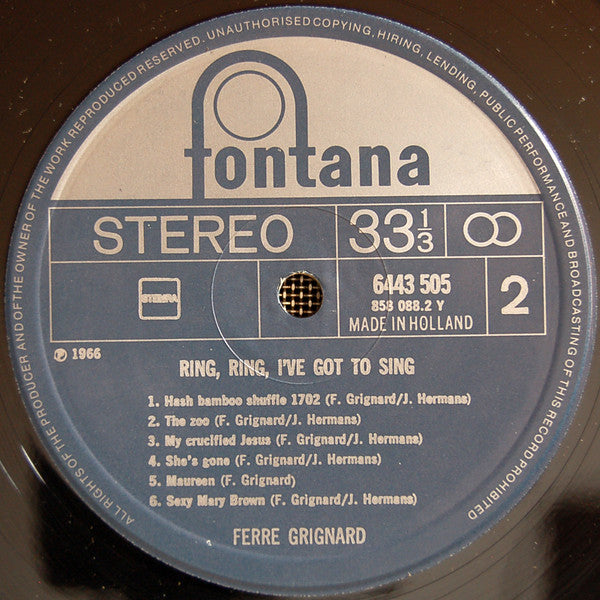 ALL RIGHTS OF THE PRODUCER AND OF THE OWNER OF THE WORK REPRODUCED RESERVED. UNAUTHORISED COPYING, HIRING, LENDING, PUBLIC PERFORMANCE AND BROADCASTING OF THIS RECORD PROHIBITED
fontana
STEREO 33 1/3
STEMRA 6443 505 2
858 088.2 Y
MADE IN HOLLAND
℗ 1966
RING, RING, I'VE GOT TO SING
1. Hash bamboo shuffle 1702 (F. Grignard/J. Hermans)
2. The zoo (F. Grignard/J. Hermans)
3. My crucified Jesus (F. Grignard/J. Hermans)
4. She's gone (F. Grignard/J. Hermans)
5. Maureen (F. Grignard)
6. Sexy Mary Brown (F. Grignard/J. Hermans)
FERRE GRIGNARD